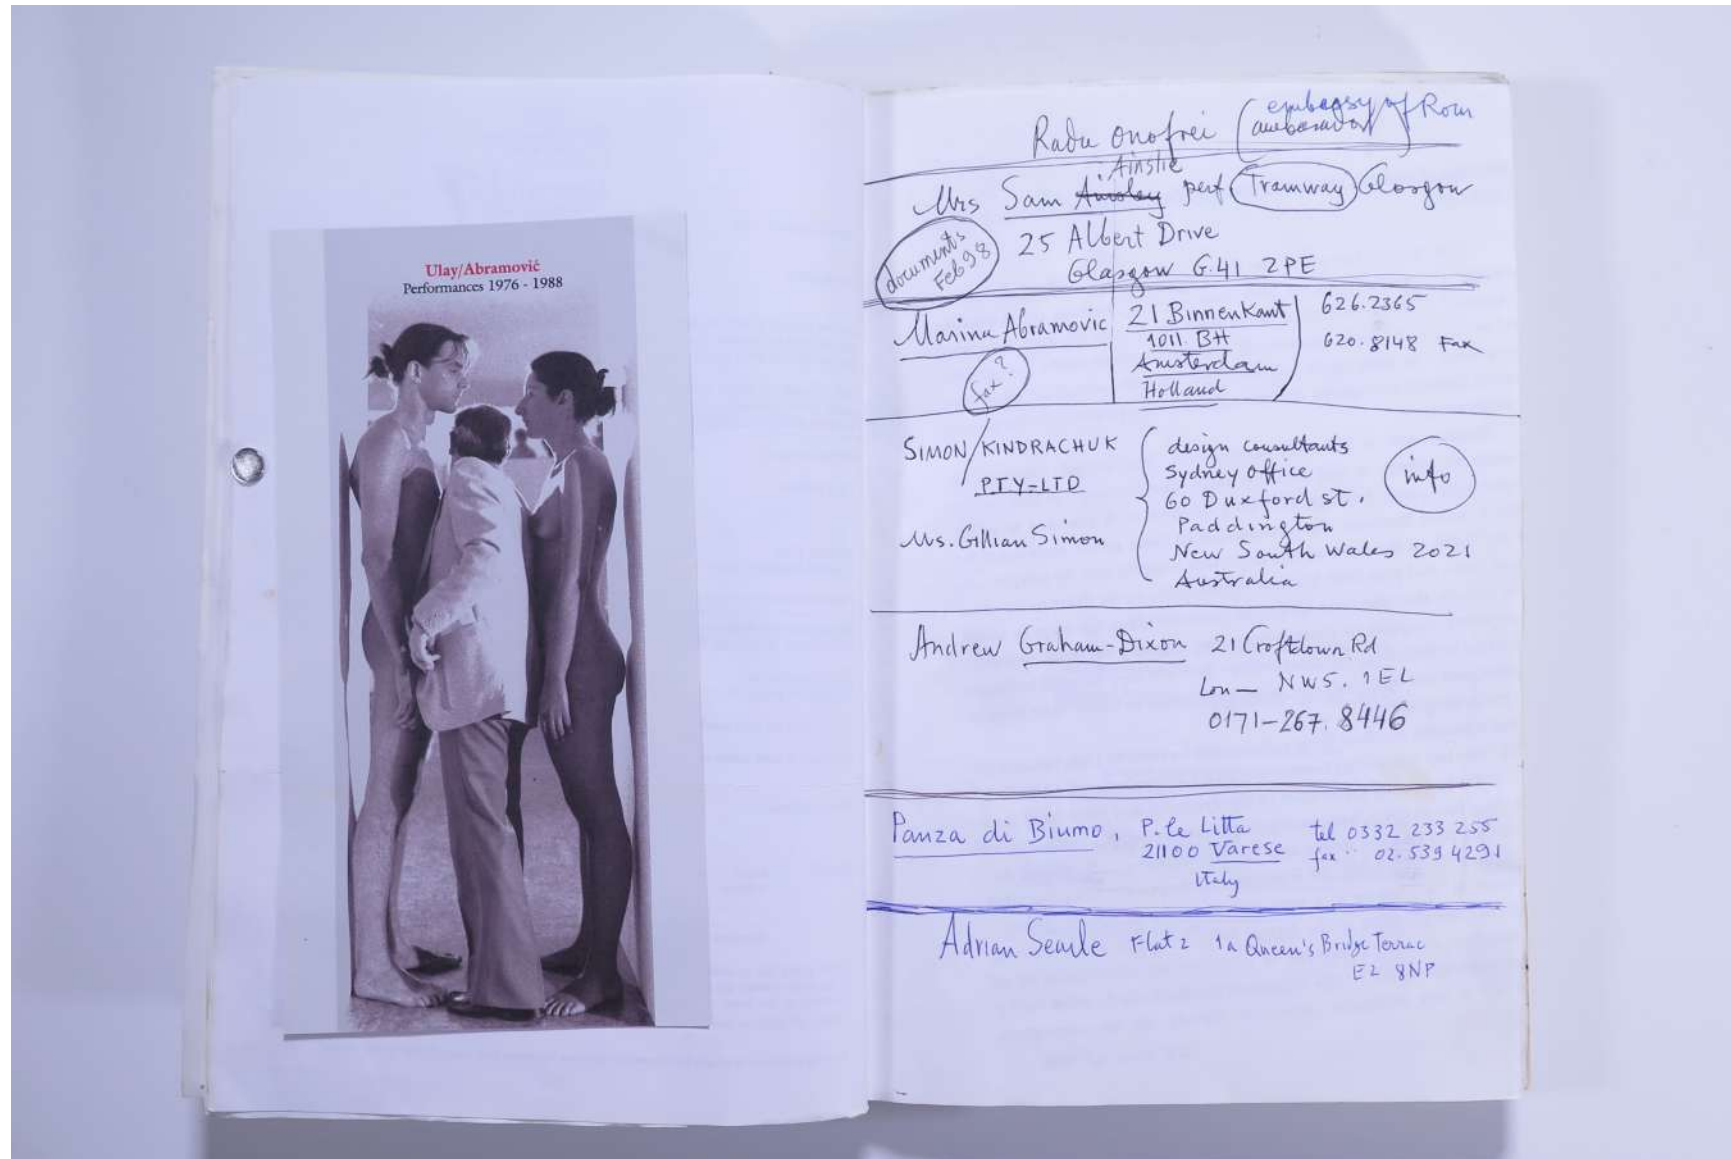 Ulay/Abramović
Performances 1976 - 1988
embassy of Rom
Radu Onofrei (ambasador
Ainslie
Mrs Sam Ainsley perf Tramway Glasgow
documents
Feb 98
25 Albert Drive
Glasgow G.41 2PE
Marina Abramovic
fax?
21 Binnenkant
1011. BH
Amsterdam
Holland
626.2365
620.8148 Fax
SIMON/KINDRACHUK
PTY-LTD
Ms. Gillian Simon
design consultants
Sydney office
60 Duxford st.
Paddington
New South Wales 2021
Australia
info
Andrew Graham-Dixon 21 Croftdown Rd
Lon — NW5. 1EL
0171-267.8446
Panza di Biumo, P.le Litta
21100 Varese
Italy
tel 0332 233 255
fax " 02.539 4291
Adrian Searle Flat 2 1a Queen's Bridge Terrac
E2 8NP